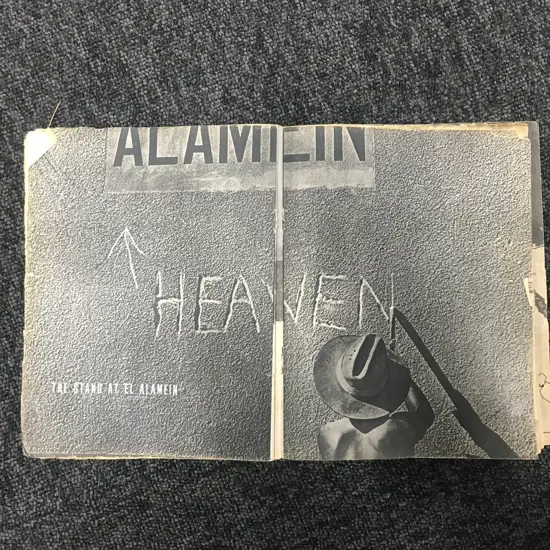 ALAMEIN
HEAVEN
THE STAND AT EL ALAMEIN